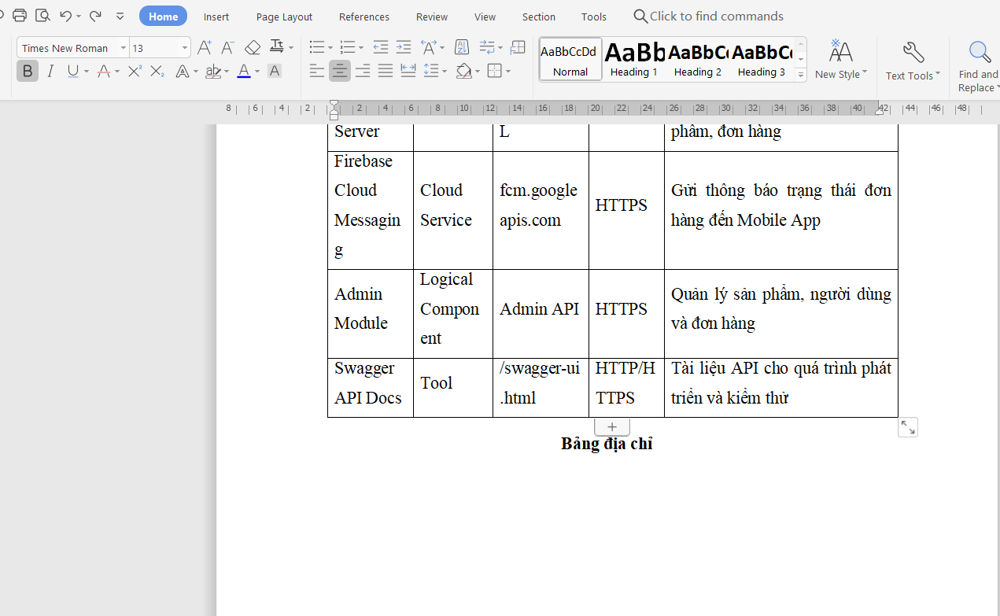 Home Insert Page Layout References Review View Section Tools Click to find commands
Times New Roman 13
AaBbCcDd AaBb AaBbC AaBbC
Normal Heading 1 Heading 2 Heading 3
New Style Text Tools Find and
Replace
8 6 4 2 2 4 6 8 10 12 14 16 18 20 22 24 26 28 30 32 34 36 38 40 42 44 46 48
Server L phẩm, đơn hàng
Firebase
Cloud
Messagin
g
Cloud
Service
fcm.google
apis.com
HTTPS
Gửi thông báo trạng thái đơn
hàng đến Mobile App
Admin
Module
Logical
Compon
ent
Admin API
HTTPS
Quản lý sản phẩm, người dùng
và đơn hàng
Swagger
API Docs
Tool
/swagger-ui
.html
HTTP/H
TTPS
Tài liệu API cho quá trình phát
triển và kiểm thử
Bảng địa chỉ